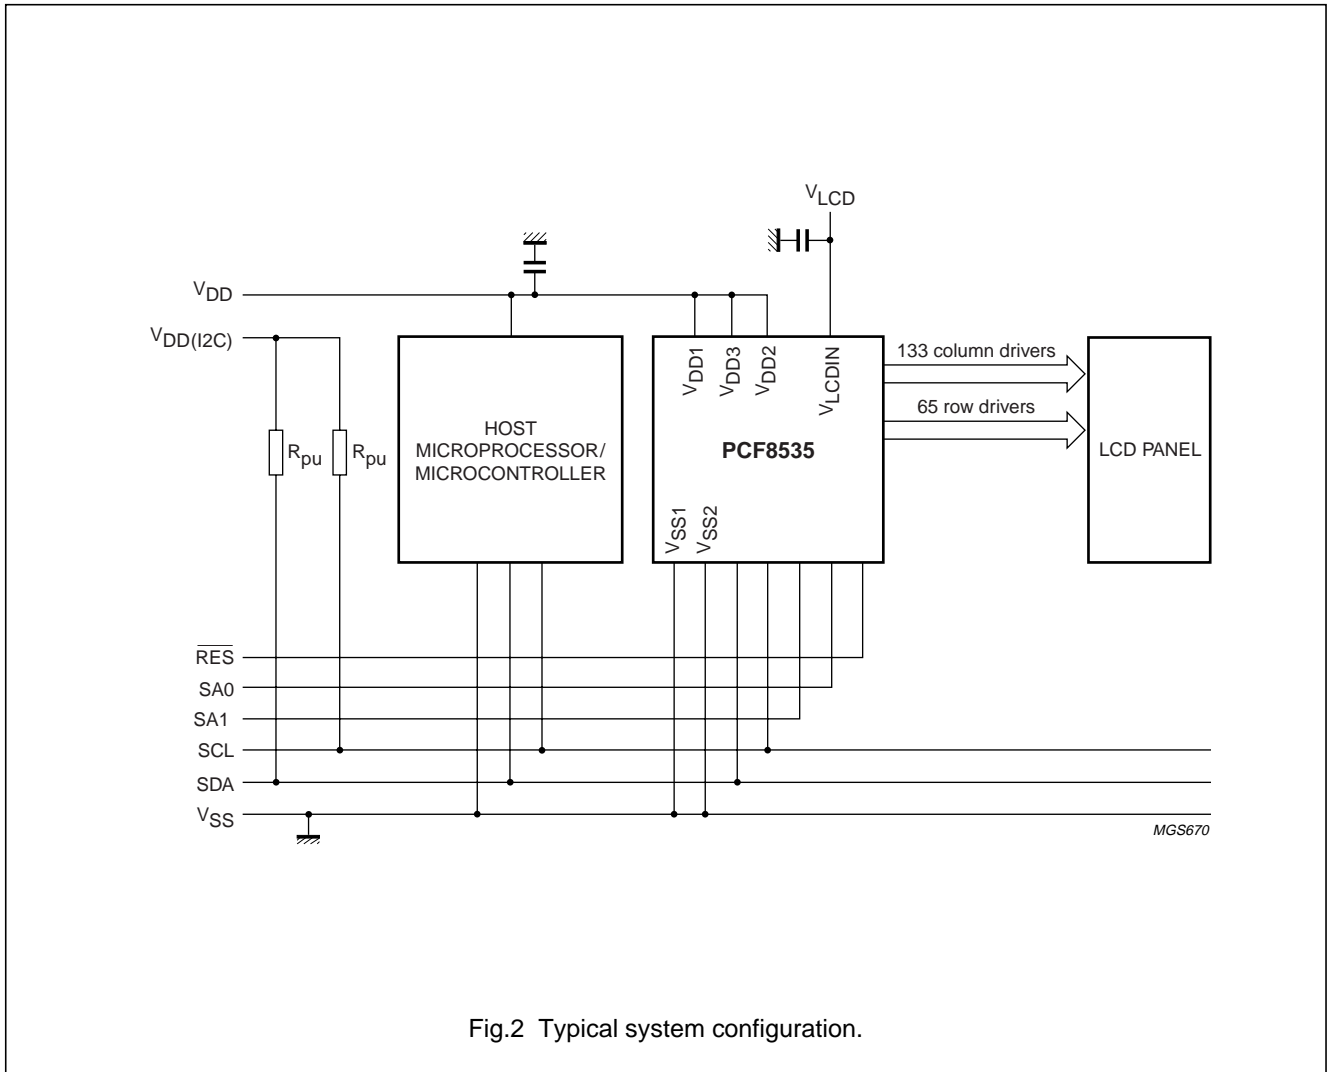 VLCD
VDD
VDD(I2C)
Rpu
Rpu
HOST
MICROPROCESSOR/
MICROCONTROLLER
VDD1
VDD3
VDD2
VLCDIN
PCF8535
VSS1
VSS2
133 column drivers
65 row drivers
LCD PANEL
RES
SA0
SA1
SCL
SDA
VSS
MGS670
Fig.2 Typical system configuration.